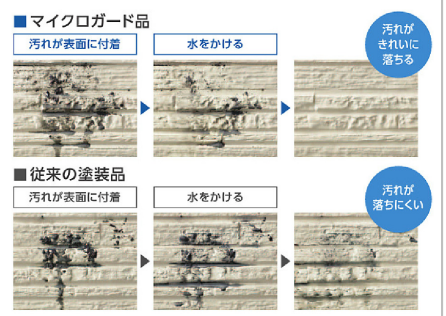 ■ マイクロガード品
汚れが
きれいに
落ちる
汚れが表面に付着
水をかける
■ 従来の塗装品
汚れが
落ちにくい
汚れが表面に付着
水をかける